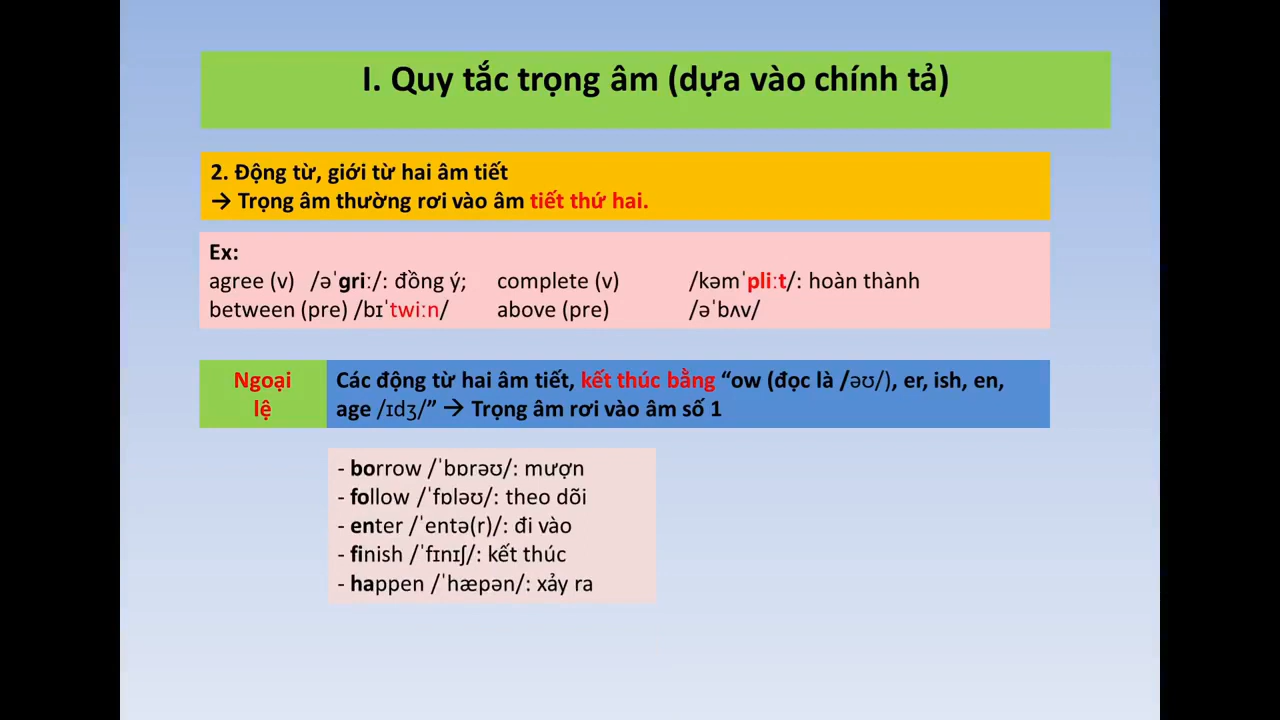 I. Quy tắc trọng âm (dựa vào chính tả)
2. Động từ, giới từ hai âm tiết
→ Trọng âm thường rơi vào âm tiết thứ hai.
Ex:
agree (v) /əˈgriː/: đồng ý; complete (v) /kəmˈpliːt/: hoàn thành
between (pre) /bɪˈtwiːn/ above (pre) /əˈbʌv/
Ngoại lệ
Các động từ hai âm tiết, kết thúc bằng “ow (đọc là /əʊ/), er, ish, en,
age /ɪdʒ/” → Trọng âm rơi vào âm số 1
- borrow /ˈbɒrəʊ/: mượn
- follow /ˈfɒləʊ/: theo dõi
- enter /ˈentə(r)/: đi vào
- finish /ˈfɪnɪʃ/: kết thúc
- happen /ˈhæpən/: xảy ra